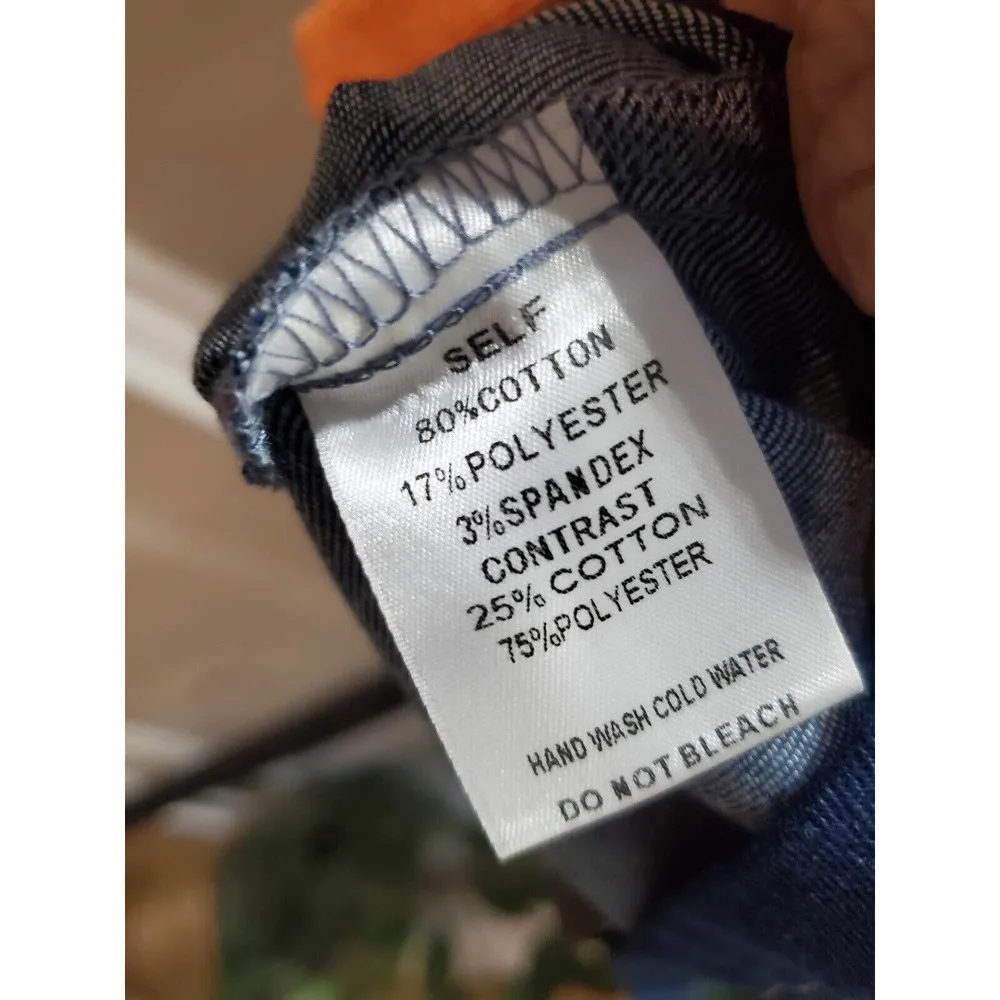 SELF
80%COTTON
17%POLYESTER
3%SPANDEX
CONTRAST
25% COTTON
75%POLYESTER
HAND WASH COLD WATER
DO NOT BLEACH